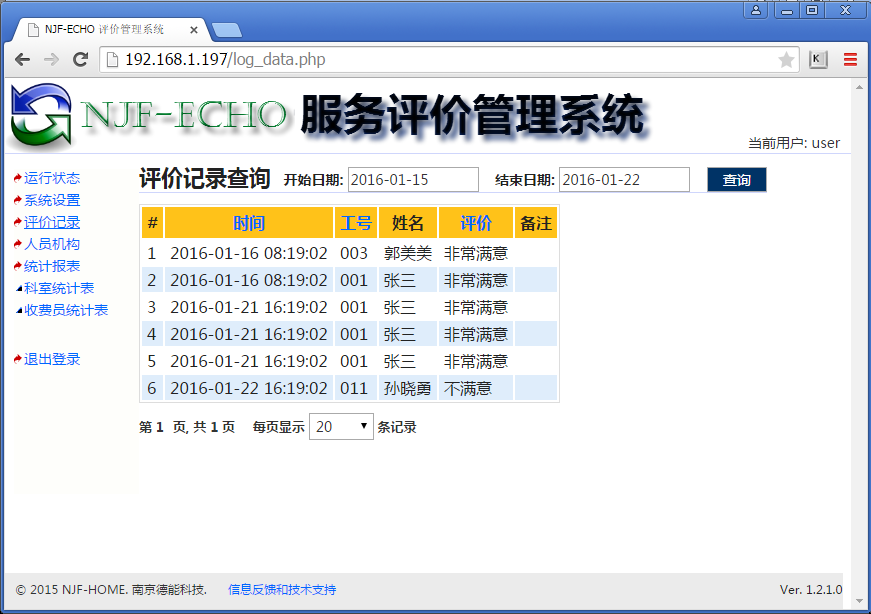 NJF-ECHO 评价管理系统
192.168.1.197/log_data.php
K
NJF-ECHO 服务评价管理系统
当前用户: user
运行状态
系统设置
评价记录
人员机构
统计报表
科室统计表
收费员统计表
退出登录
评价记录查询 开始日期: 2016-01-15 结束日期: 2016-01-22 查询
# 时间 工号 姓名 评价 备注
1 2016-01-16 08:19:02 003 郭美美 非常满意
2 2016-01-16 08:19:02 001 张三 非常满意
3 2016-01-21 16:19:02 001 张三 非常满意
4 2016-01-21 16:19:02 001 张三 非常满意
5 2016-01-21 16:19:02 001 张三 非常满意
6 2016-01-22 16:19:02 011 孙晓勇 不满意
第 1 页, 共 1 页 每页显示 20 条记录
© 2015 NJF-HOME. 南京德能科技. 信息反馈和技术支持 Ver. 1.2.1.0